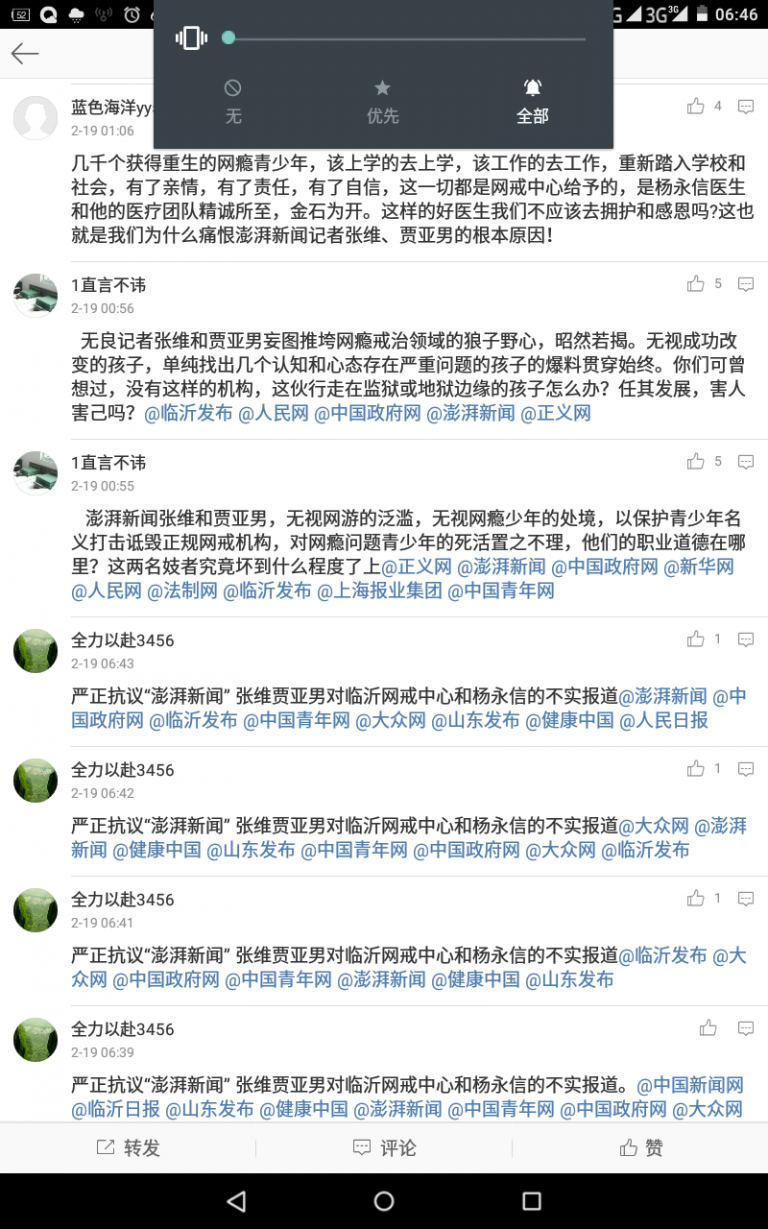 52
3G
3G
06:46
无
优先
全部
蓝色海洋yy
4
2-19 01:06
几千个获得重生的网瘾青少年，该上学的去上学，该工作的去工作，重新踏入学校和
社会，有了亲情，有了责任，有了自信，这一切都是网戒中心给予的，是杨永信医生
和他的医疗团队精诚所至，金石为开。这样的好医生我们不应该去拥护和感恩吗?这也
就是我们为什么痛恨澎湃新闻记者张维、贾亚男的根本原因！
1直言不讳
5
2-19 00:56
无良记者张维和贾亚男妄图推垮网瘾戒治领域的狼子野心，昭然若揭。无视成功改
变的孩子，单纯找出几个认知和心态存在严重问题的孩子的爆料贯穿始终。你们可曾
想过，没有这样的机构，这伙行走在监狱或地狱边缘的孩子怎么办？任其发展，害人
害己吗？@临沂发布 @人民网 @中国政府网 @澎湃新闻 @正义网
1直言不讳
5
2-19 00:55
澎湃新闻张维和贾亚男，无视网游的泛滥，无视网瘾少年的处境，以保护青少年名
义打击诋毁正规网戒机构，对网瘾问题青少年的死活置之不理，他们的职业道德在哪
里？这两名妓者究竟坏到什么程度了上@正义网 @澎湃新闻 @中国政府网 @新华网
@人民网 @法制网 @临沂发布 @上海报业集团 @中国青年网
全力以赴3456
1
2-19 06:43
严正抗议“澎湃新闻” 张维贾亚男对临沂网戒中心和杨永信的不实报道@澎湃新闻 @中
国政府网 @临沂发布 @中国青年网 @大众网 @山东发布 @健康中国 @人民日报
全力以赴3456
1
2-19 06:42
严正抗议“澎湃新闻” 张维贾亚男对临沂网戒中心和杨永信的不实报道@大众网 @澎湃
新闻 @健康中国 @山东发布 @中国青年网 @中国政府网 @大众网 @临沂发布
全力以赴3456
1
2-19 06:41
严正抗议“澎湃新闻” 张维贾亚男对临沂网戒中心和杨永信的不实报道@临沂发布 @大
众网 @中国政府网 @中国青年网 @澎湃新闻 @健康中国 @山东发布
全力以赴3456
2-19 06:39
严正抗议“澎湃新闻” 张维贾亚男对临沂网戒中心和杨永信的不实报道。@中国新闻网
@临沂日报 @山东发布 @健康中国 @澎湃新闻 @中国青年网 @中国政府网 @大众网
转发
评论
赞